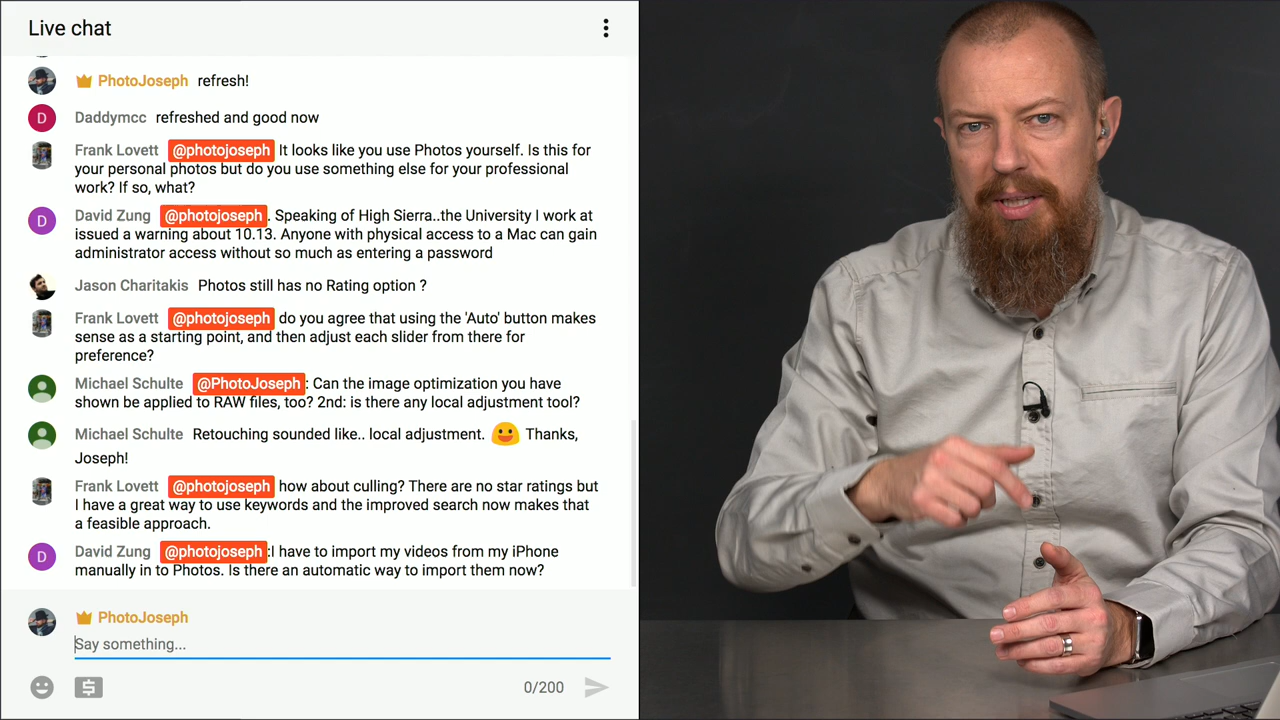 Live chat
PhotoJoseph refresh!
D Daddymcc refreshed and good now
Frank Lovett @photojoseph It looks like you use Photos yourself. Is this for
your personal photos but do you use something else for your professional
work? If so, what?
D David Zung @photojoseph. Speaking of High Sierra..the University I work at
issued a warning about 10.13. Anyone with physical access to a Mac can gain
administrator access without so much as entering a password
Jason Charitakis Photos still has no Rating option ?
Frank Lovett @photojoseph do you agree that using the 'Auto' button makes
sense as a starting point, and then adjust each slider from there for
preference?
Michael Schulte @PhotoJoseph: Can the image optimization you have
shown be applied to RAW files, too? 2nd: is there any local adjustment tool?
Michael Schulte Retouching sounded like.. local adjustment. 😀 Thanks,
Joseph!
Frank Lovett @photojoseph how about culling? There are no star ratings but
I have a great way to use keywords and the improved search now makes that
a feasible approach.
D David Zung @photojoseph:I have to import my videos from my iPhone
manually in to Photos. Is there an automatic way to import them now?
PhotoJoseph
Say something...
$ 0/200